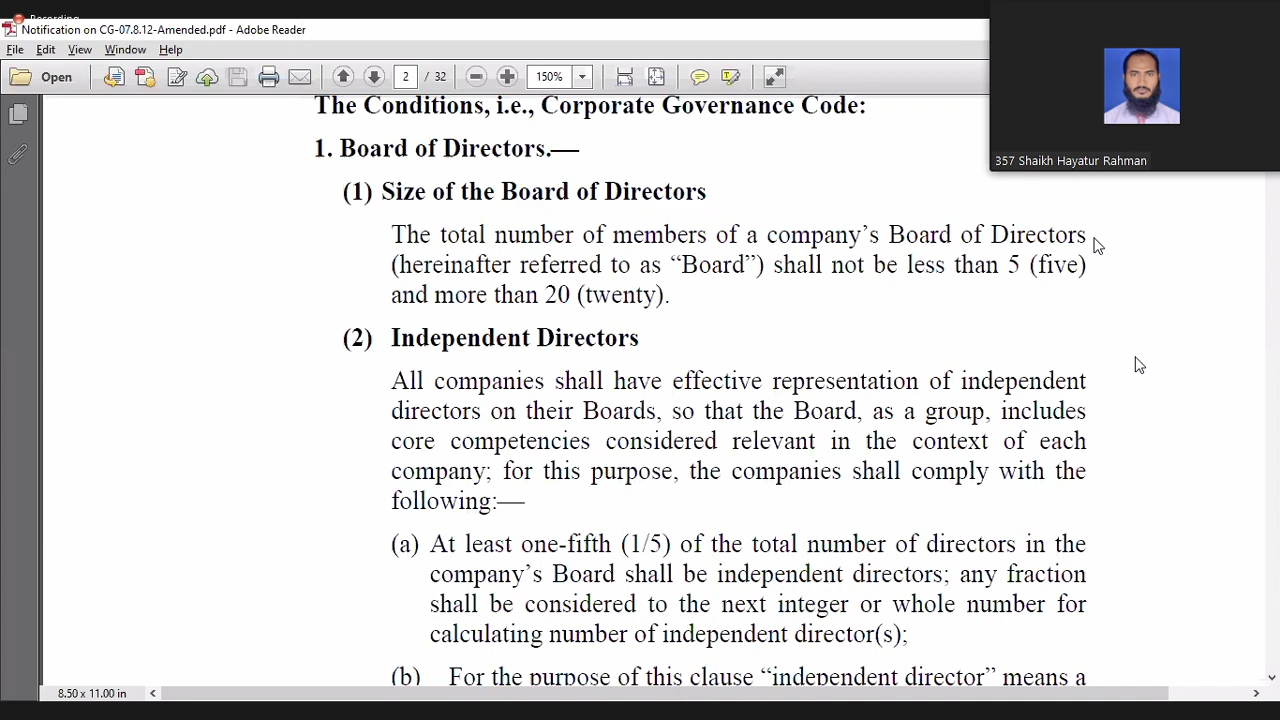 Recording
Notification on CG-07.8.12-Amended.pdf - Adobe Reader
File Edit View Window Help
Open 2 / 32 150%
357 Shaikh Hayatur Rahman
The Conditions, i.e., Corporate Governance Code:
1. Board of Directors.—
(1) Size of the Board of Directors
The total number of members of a company’s Board of Directors
(hereinafter referred to as “Board”) shall not be less than 5 (five)
and more than 20 (twenty).
(2) Independent Directors
All companies shall have effective representation of independent
directors on their Boards, so that the Board, as a group, includes
core competencies considered relevant in the context of each
company; for this purpose, the companies shall comply with the
following:—
(a) At least one-fifth (1/5) of the total number of directors in the
company’s Board shall be independent directors; any fraction
shall be considered to the next integer or whole number for
calculating number of independent director(s);
(b) For the purpose of this clause “independent director” means a
8.50 x 11.00 in